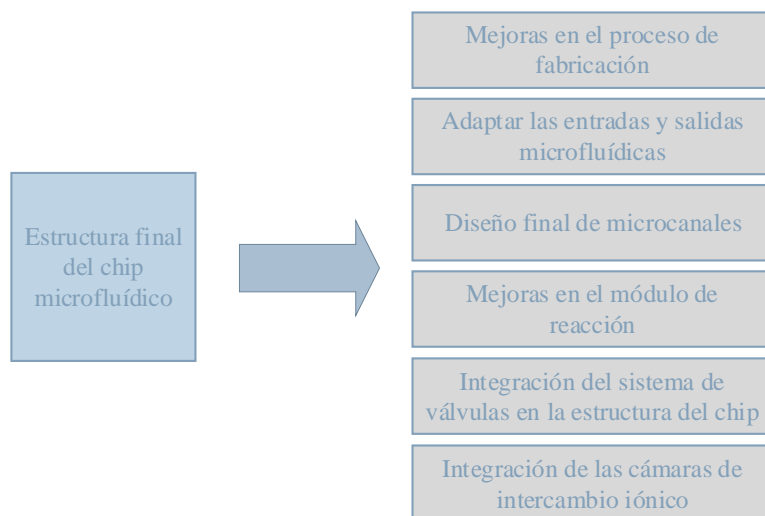 Estructura final
del chip
microfluídico
Mejoras en el proceso de
fabricación
Adaptar las entradas y salidas
microfluídicas
Diseño final de microcanales
Mejoras en el módulo de
reacción
Integración del sistema de
válvulas en la estructura del chip
Integración de las cámaras de
intercambio iónico